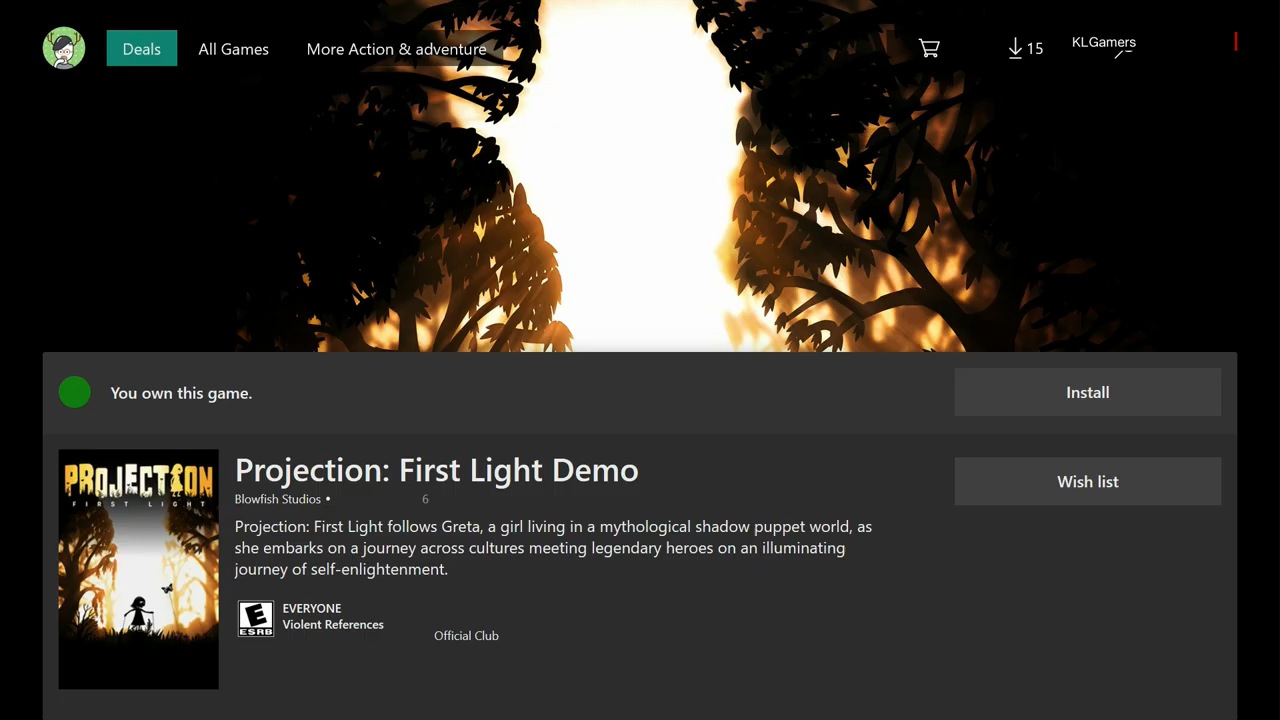 Deals
All Games
More Action & adventure
15
KLGamers
You own this game.
Install
PROJECTION
FIRST LIGHT
Projection: First Light Demo
Blowfish Studios •
6
Projection: First Light follows Greta, a girl living in a mythological shadow puppet world, as
she embarks on a journey across cultures meeting legendary heroes on an illuminating
journey of self-enlightenment.
Wish list
E
ESRB
EVERYONE
Violent References
Official Club